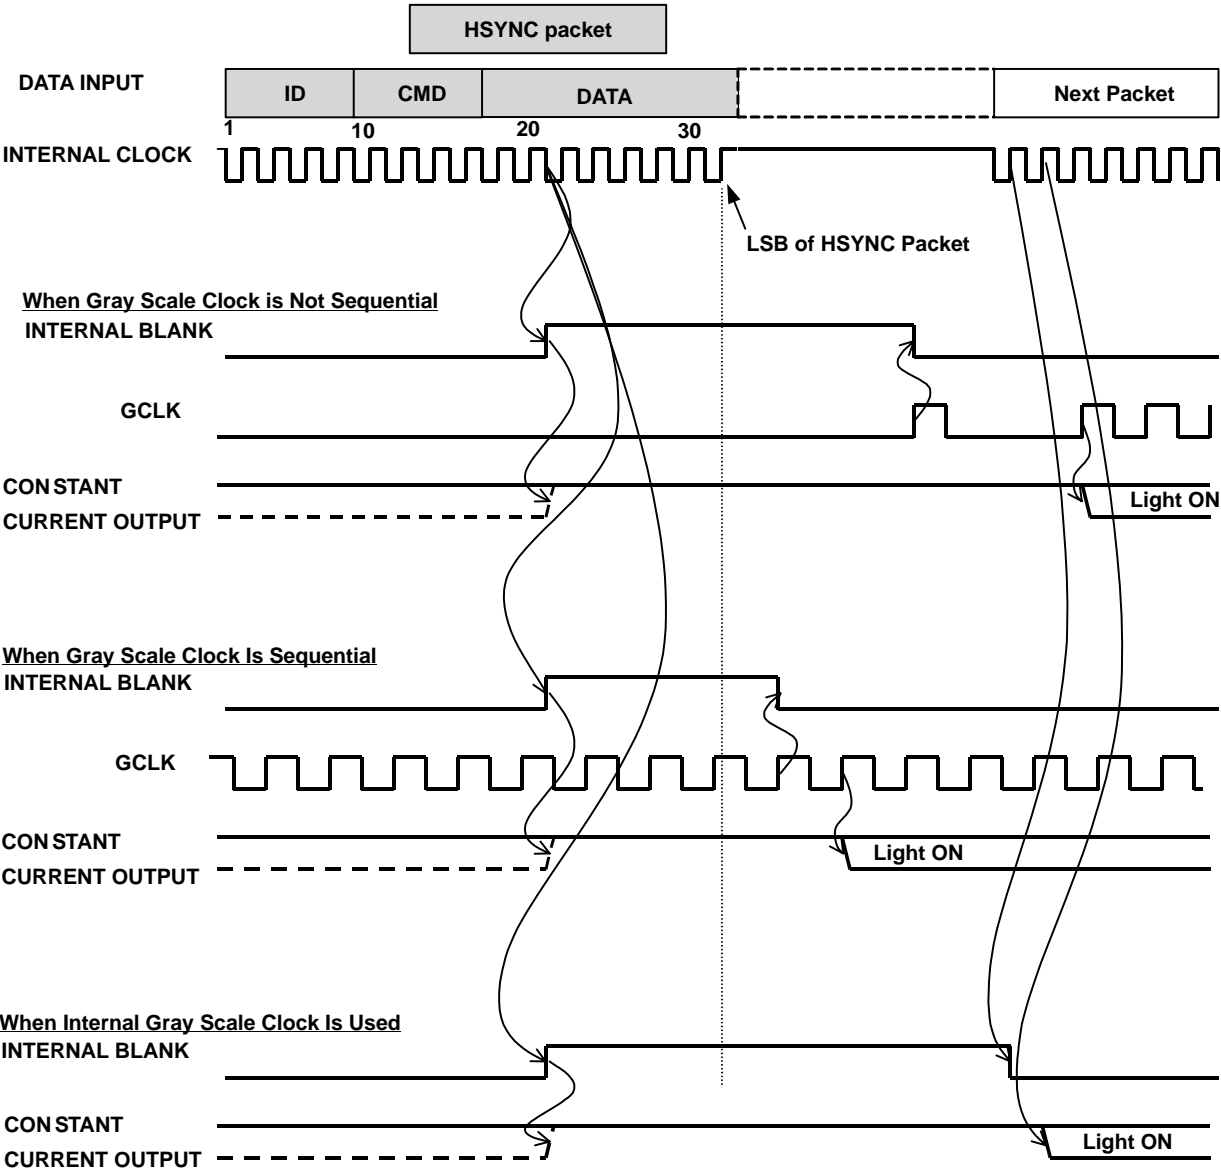 HSYNC packet
DATA INPUT
ID CMD DATA Next Packet
1 10 20 30
INTERNAL CLOCK
LSB of HSYNC Packet
When Gray Scale Clock is Not Sequential
INTERNAL BLANK
GCLK
CON STANT
Light ON
CURRENT OUTPUT
When Gray Scale Clock Is Sequential
INTERNAL BLANK
GCLK
CON STANT
Light ON
CURRENT OUTPUT
When Internal Gray Scale Clock Is Used
INTERNAL BLANK
CON STANT
Light ON
CURRENT OUTPUT